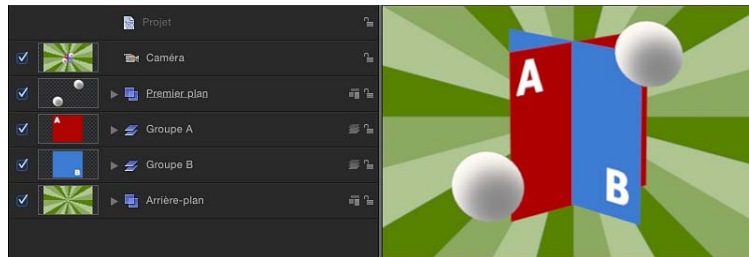 Projet
Caméra
Premier plan
A
Groupe A
B
Groupe B
Arrière-plan
A
B